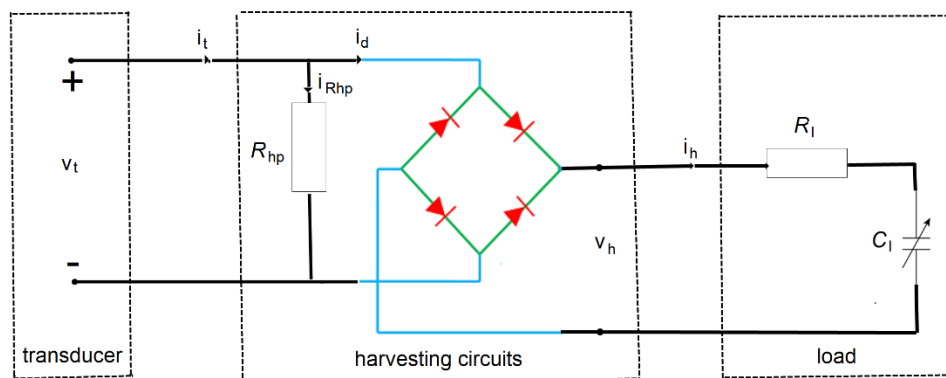 i_t
i_d
+
i_Rhp
R_l
R_hp
i_h
v_t
v_h
C_l
-
transducer
harvesting circuits
load